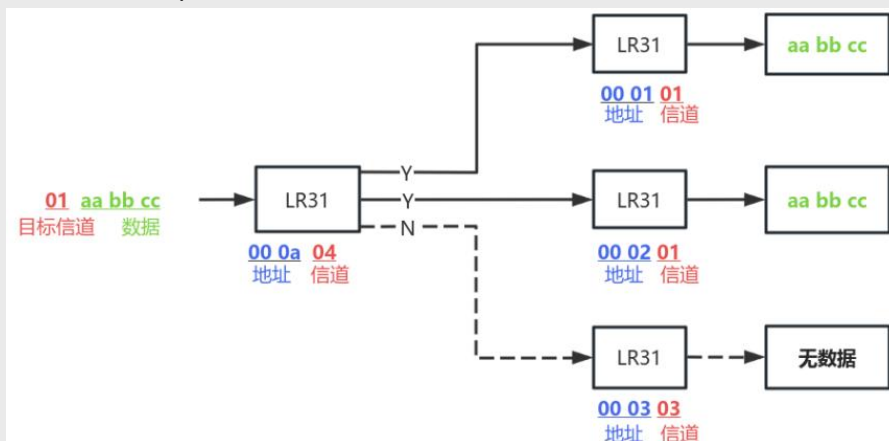 LR31
aa bb cc
00 01 01
地址 信道
Y
01 aa bb cc
目标信道 数据
LR31
Y
LR31
aa bb cc
N
00 0a 04
地址 信道
00 02 01
地址 信道
LR31
无数据
00 03 03
地址 信道